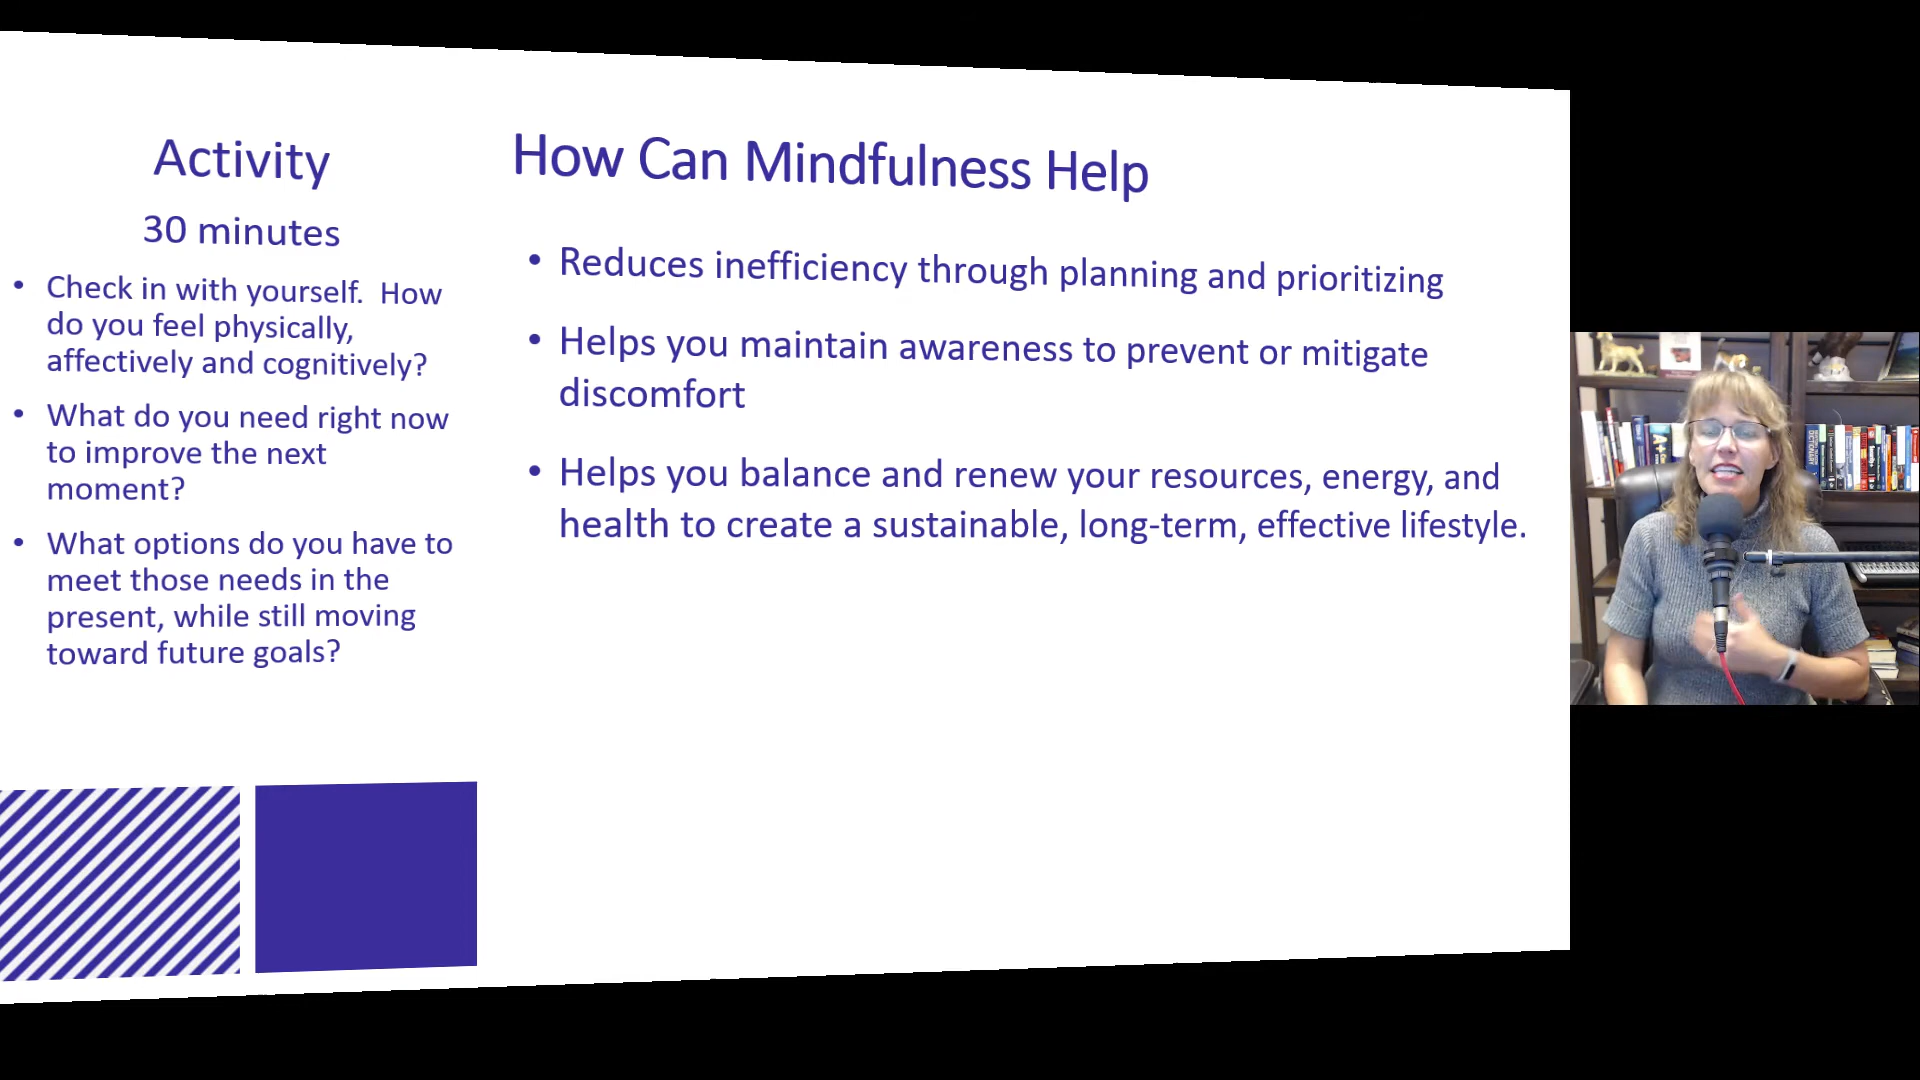 Activity
30 minutes
• Check in with yourself.  How
do you feel physically,
affectively and cognitively?
• What do you need right now
to improve the next
moment?
• What options do you have to
meet those needs in the
present, while still moving
toward future goals?
How Can Mindfulness Help
• Reduces inefficiency through planning and prioritizing
• Helps you maintain awareness to prevent or mitigate
discomfort
• Helps you balance and renew your resources, energy, and
health to create a sustainable, long-term, effective lifestyle.